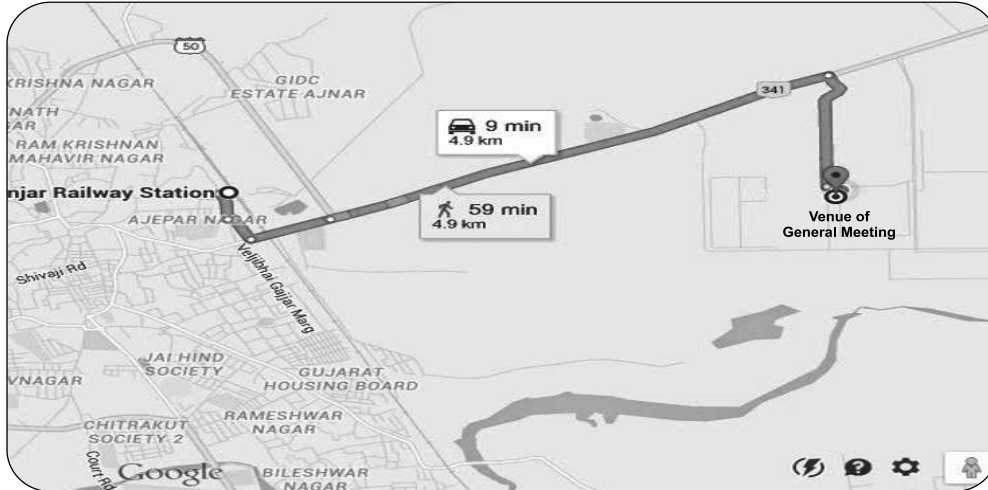 50
KRISHNA NAGAR
GIDC
ESTATE AJNAR
NATH
GAR
RAM KRISHNAN
MAHAVIR NAGAR
341
9 min
4.9 km
njar Railway Station
AJEPAR NAGAR
59 min
4.9 km
Venue of
General Meeting
Shivaji Rd
Veljibhai Gajjar Marg
JAI HIND
SOCIETY
VNAGAR
GUJARAT
HOUSING BOARD
RAMESHWAR
NAGAR
CHITRAKUT
SOCIETY 2
Court Rd
Google
BILESHWAR
NAGAR